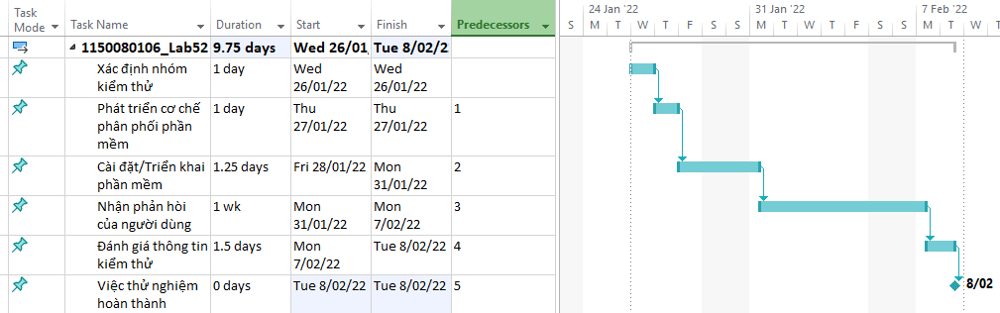 Task Mode
Task Name
Duration
Start
Finish
Predecessors
24 Jan '22
31 Jan '22
7 Feb '22
S M T W T F S S M T W T F S S M T W T
1150080106_Lab52
9.75 days
Wed 26/01/
Tue 8/02/2
Xác định nhóm kiểm thử
1 day
Wed 26/01/22
Wed 26/01/22
Phát triển cơ chế phân phối phần mềm
1 day
Thu 27/01/22
Thu 27/01/22
1
Cài đặt/Triển khai phần mềm
1.25 days
Fri 28/01/22
Mon 31/01/22
2
Nhận phản hòi của người dùng
1 wk
Mon 31/01/22
Mon 7/02/22
3
Đánh giá thông tin kiểm thử
1.5 days
Mon 7/02/22
Tue 8/02/22
4
Việc thử nghiệm hoàn thành
0 days
Tue 8/02/22
Tue 8/02/22
5
8/02